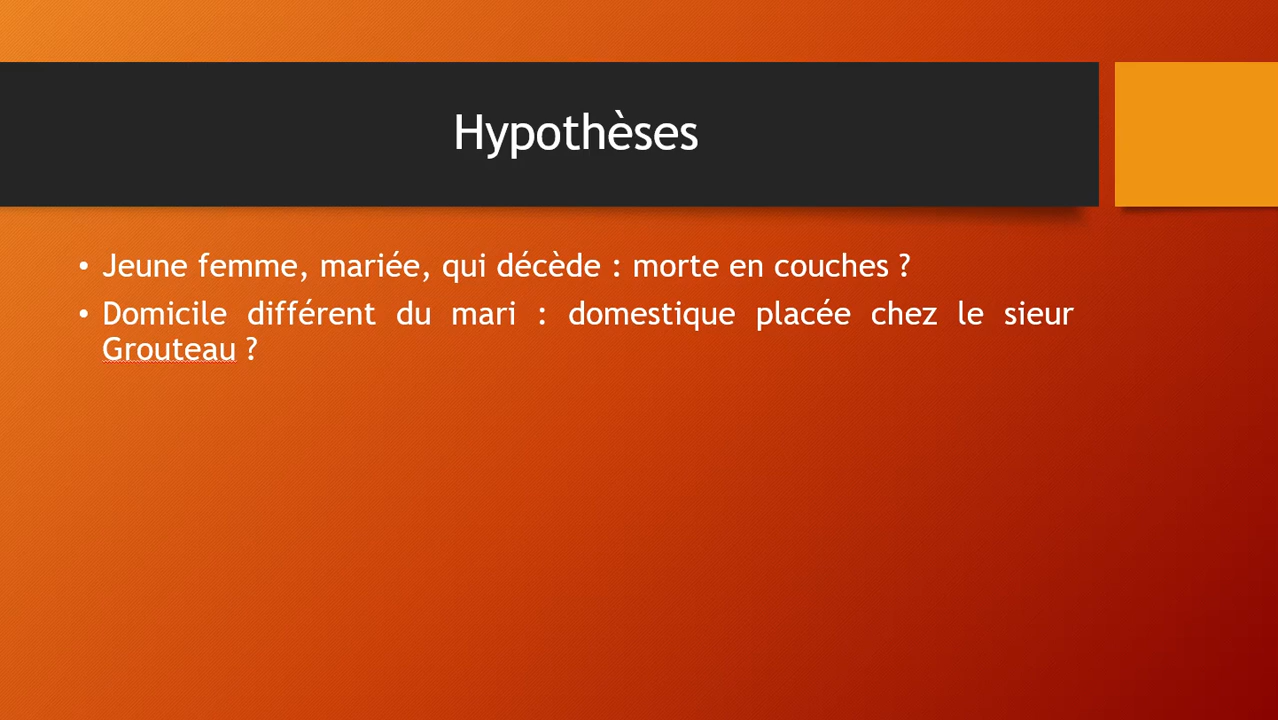 Hypothèses
• Jeune femme, mariée, qui décède : morte en couches ?
• Domicile différent du mari : domestique placée chez le sieur
Grouteau ?